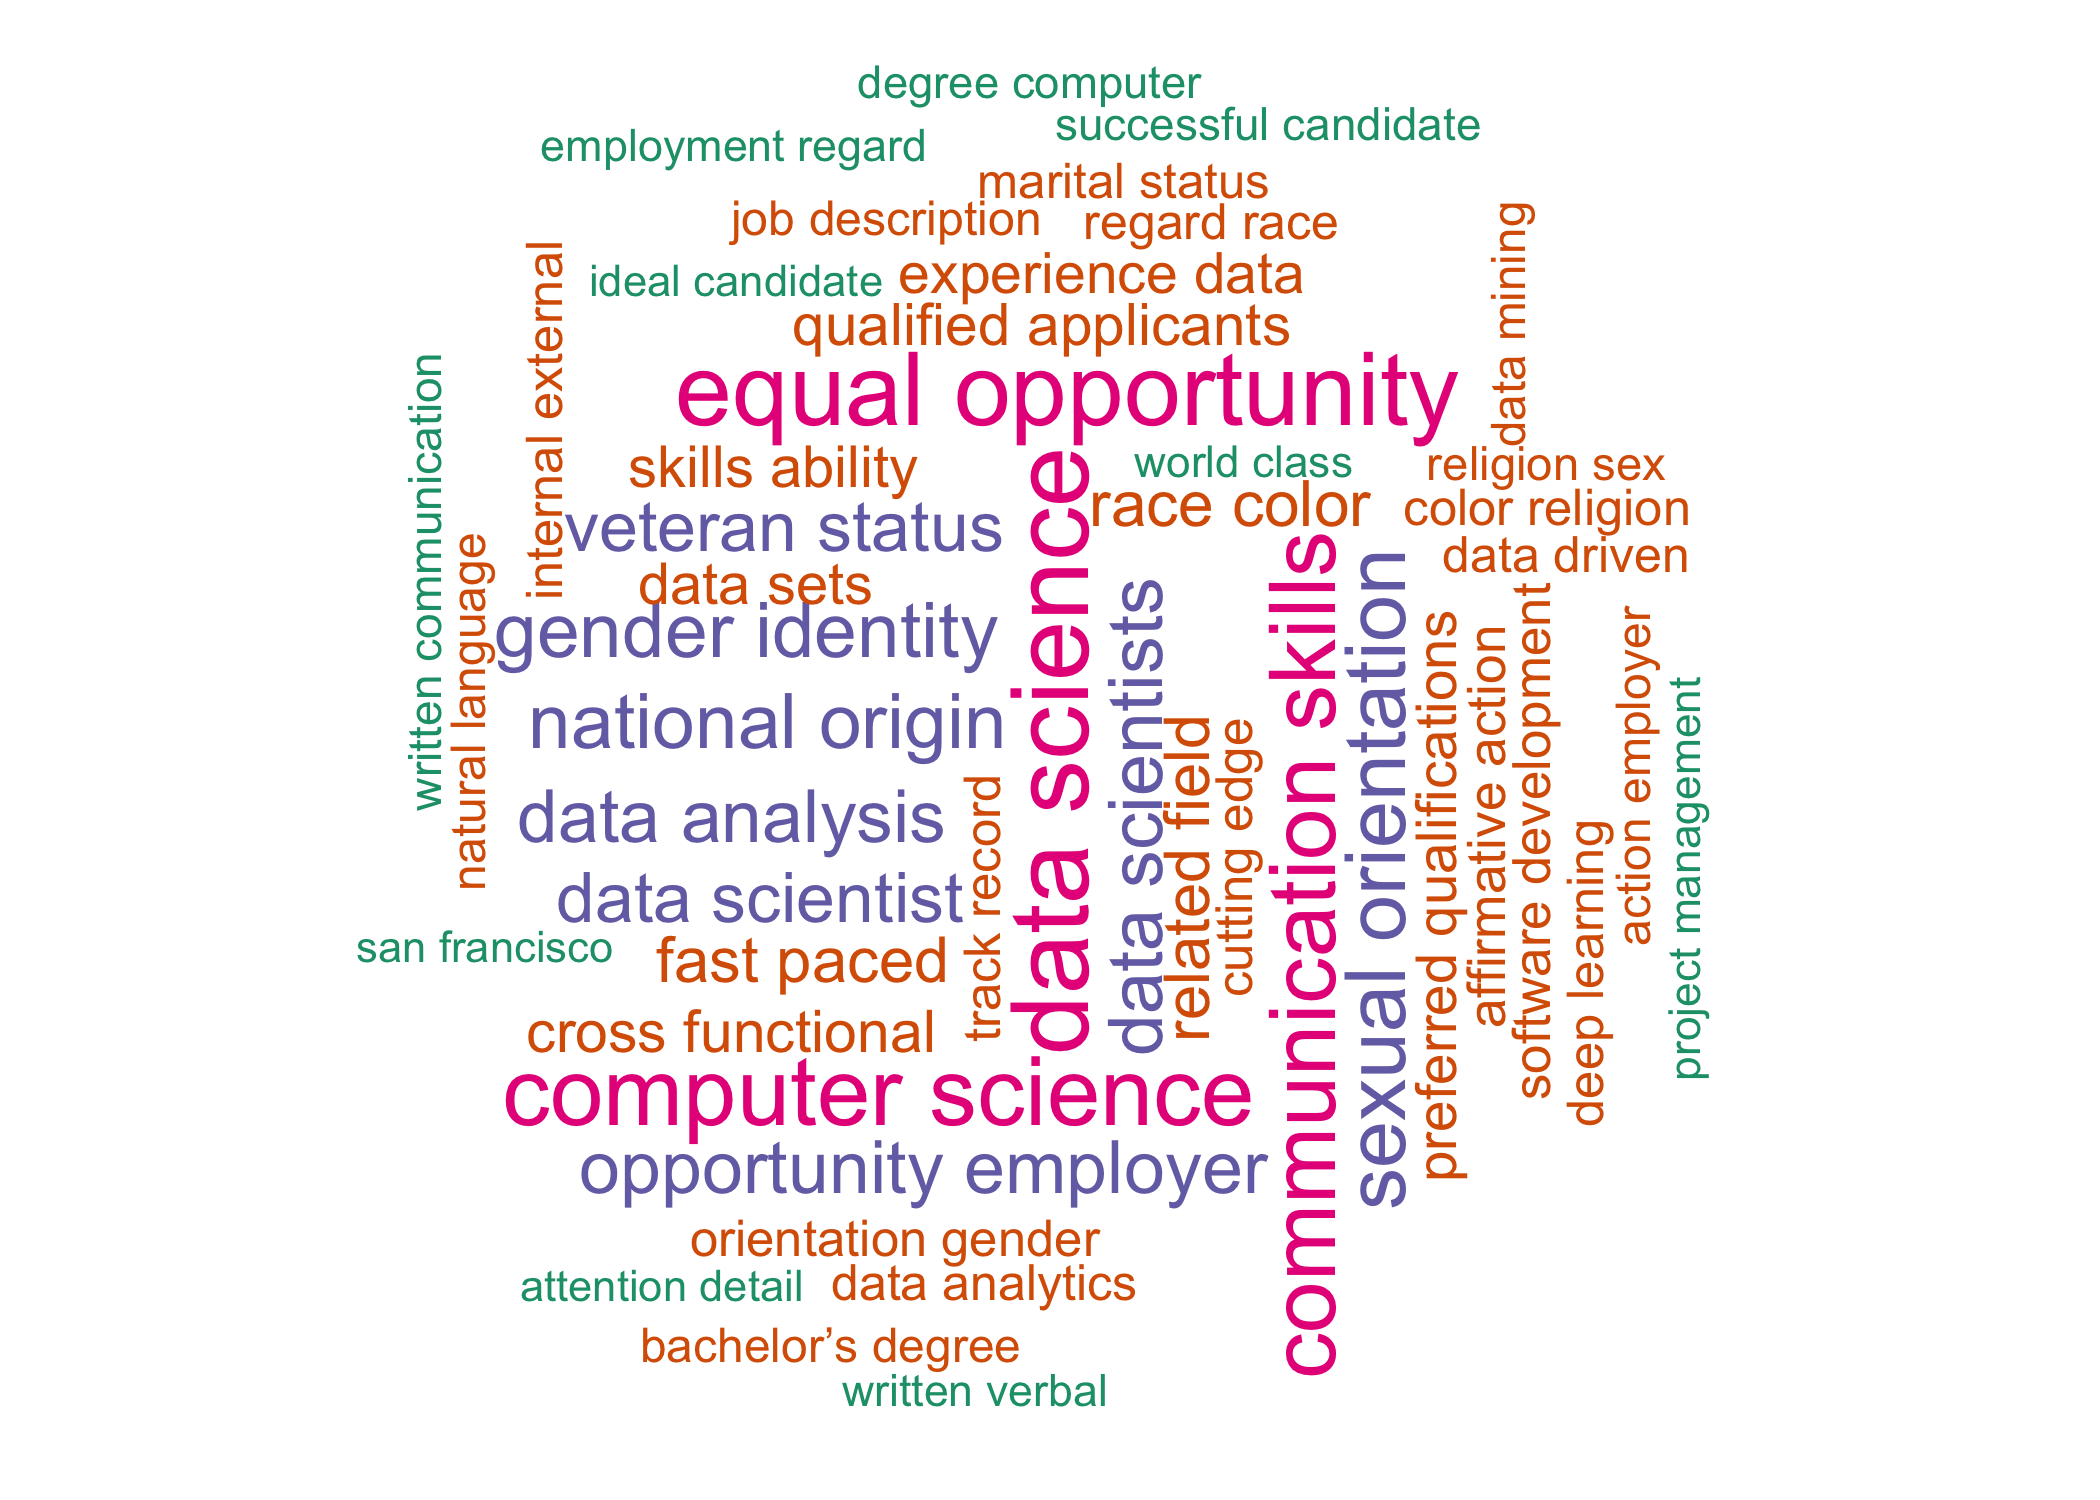 degree computer
successful candidate
employment regard
marital status
job description
regard race
data mining
internal external
ideal candidate
experience data
qualified applicants
equal opportunity
written communication
skills ability
world class
religion sex
data science
race color
color religion
veteran status
natural language
communication skills
sexual orientation
data driven
data sets
data scientists
gender identity
preferred qualifications
affirmative action
software development
action employer
project management
national origin
related field
cutting edge
data analysis
track record
deep learning
data scientist
san francisco
fast paced
cross functional
computer science
opportunity employer
orientation gender
attention detail
data analytics
bachelor’s degree
written verbal